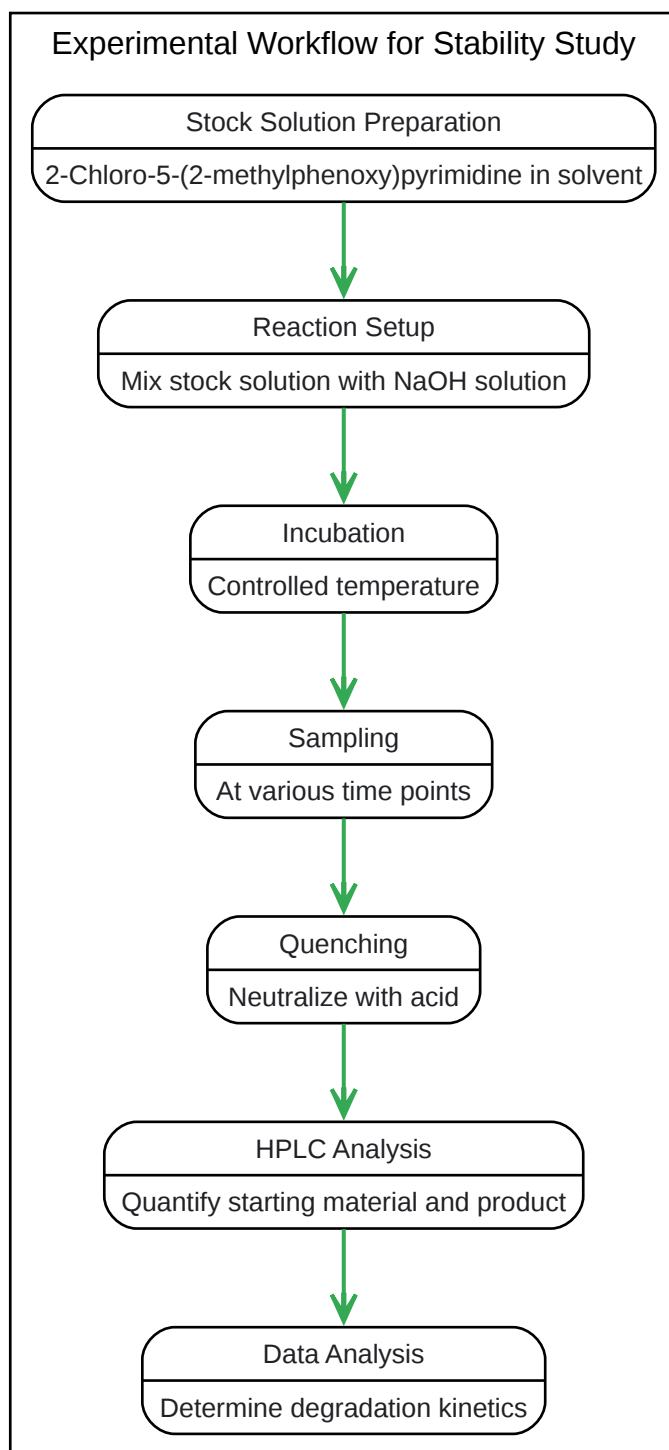 Experimental Workflow for Stability Study
Stock Solution Preparation
2-Chloro-5-(2-methylphenoxy)pyrimidine in solvent
Reaction Setup
Mix stock solution with NaOH solution
Incubation
Controlled temperature
Sampling
At various time points
Quenching
Neutralize with acid
HPLC Analysis
Quantify starting material and product
Data Analysis
Determine degradation kinetics